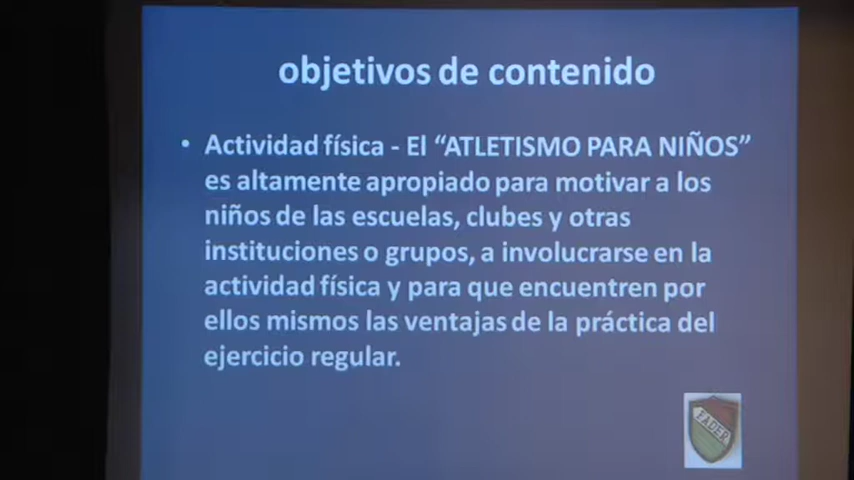 objetivos de contenido
• Actividad física - El “ATLETISMO PARA NIÑOS”
es altamente apropiado para motivar a los
niños de las escuelas, clubes y otras
instituciones o grupos, a involucrarse en la
actividad física y para que encuentren por
ellos mismos las ventajas de la práctica del
ejercicio regular.
FADER